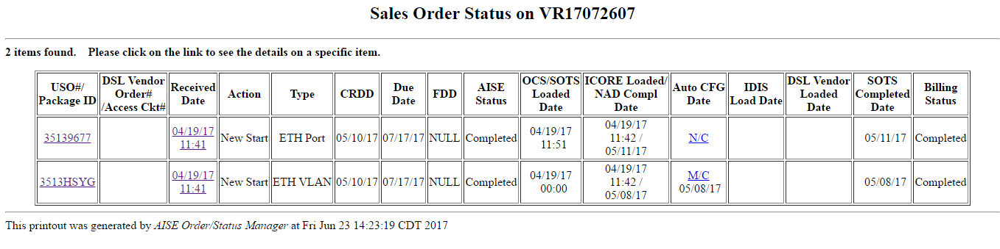 Sales Order Status on VR17072607
2 items found. Please click on the link to see the details on a specific item.
USO#/ Package ID | DSL Vendor Order# /Access Ckt# | Received Date | Action | Type | CRDD | Due Date | FDD | AISE Status | OCS/SOTS Loaded Date | ICORE Loaded/ NAD Compl Date | Auto CFG Date | IDIS Load Date | DSL Vendor Loaded Date | SOTS Completed Date | Billing Status
35139677 | | 04/19/17 11:41 | New Start | ETH Port | 05/10/17 | 07/17/17 | NULL | Completed | 04/19/17 11:51 | 04/19/17 11:42 / 05/11/17 | N/C | | | 05/11/17 | Completed
3513HSYG | | 04/19/17 11:41 | New Start | ETH VLAN | 05/10/17 | 07/17/17 | NULL | Completed | 04/19/17 00:00 | 04/19/17 11:42 / 05/08/17 | M/C 05/08/17 | | | 05/08/17 | Completed
This printout was generated by AISE Order/Status Manager at Fri Jun 23 14:23:19 CDT 2017